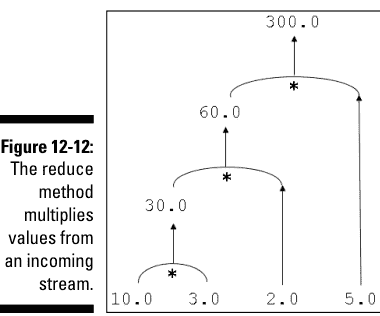 Figure 12-12:
The reduce
method
multiplies
values from
an incoming
stream.
300.0
*
60.0
*
30.0
*
10.0 3.0 2.0 5.0